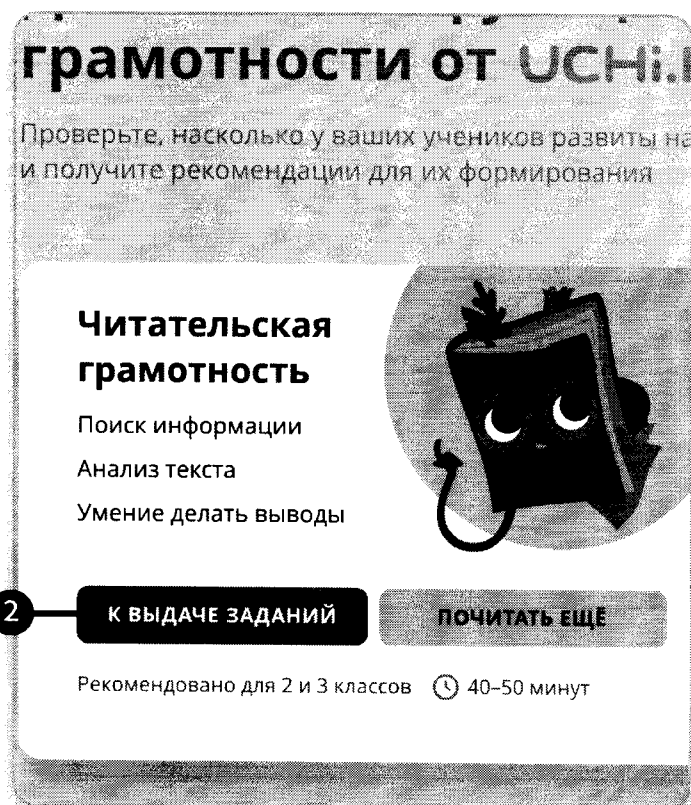 грамотности от UCHi.
Проверьте, насколько у ваших учеников развиты
и получите рекомендации для их формирования
Читательская
грамотность
Поиск информации
Анализ текста
Умение делать выводы
2
К ВЫДАЧЕ ЗАДАНИЙ
ПОЧИТАТЬ ЕЩЁ
Рекомендовано для 2 и 3 классов
40–50 минут